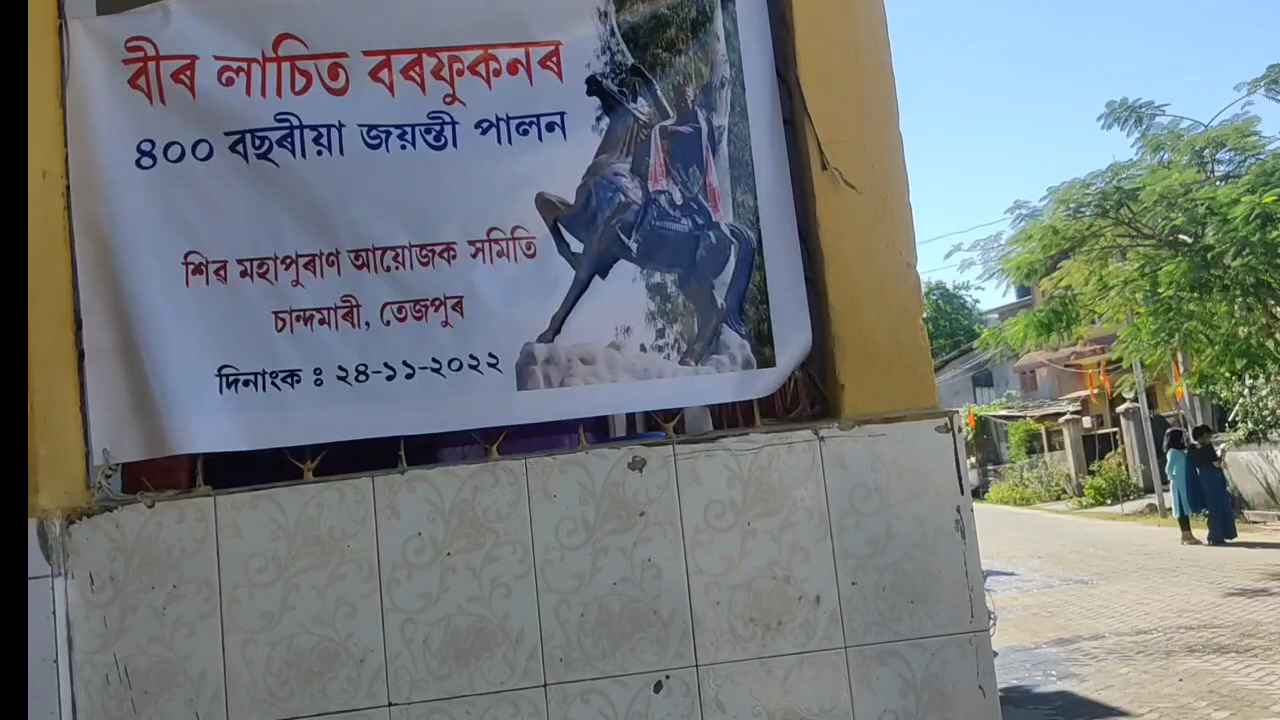 বীৰ লাচিত বৰফুকনৰ
৪০০ বছৰীয়া জয়ন্তী পালন
শিৱ মহাপুৰাণ আয়োজক সমিতি
চান্দমাৰী, তেজপুৰ
দিনাংক ঃ ২৪-১১-২০২২